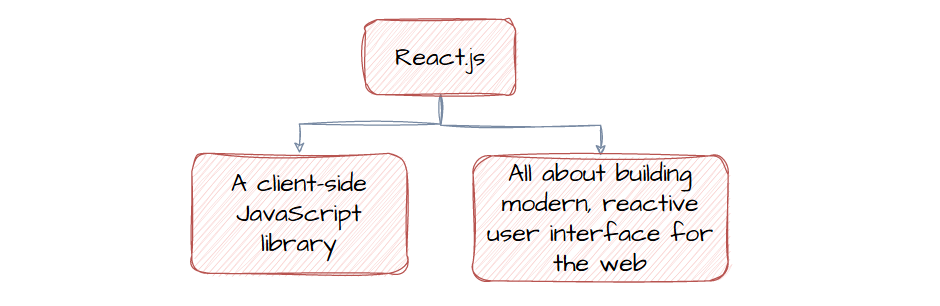 React.js
A client-side
JavaScript
library
All about building
modern, reactive
user interface for
the web